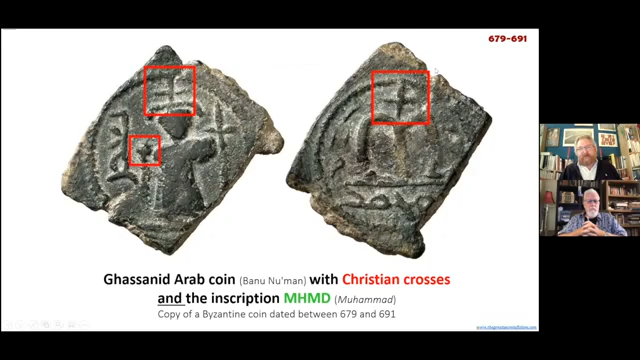 679-691
Ghassanid Arab coin (Banu Nu'man) with Christian crosses
and the inscription MHMD (Muhammad)
Copy of a Byzantine coin dated between 679 and 691